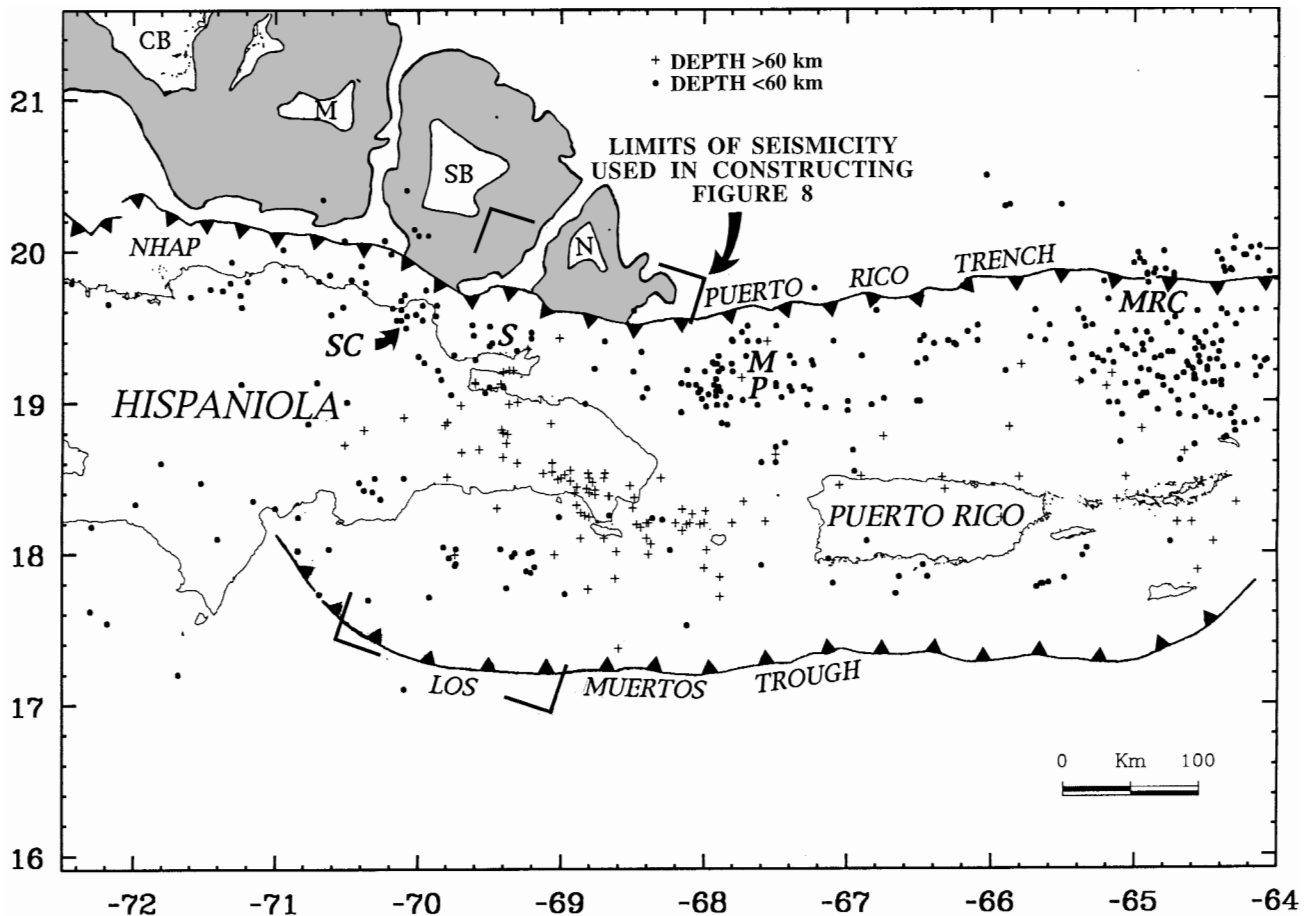 CB
+ DEPTH >60 km
• DEPTH <60 km
21
M
LIMITS OF SEISMICITY
USED IN CONSTRUCTING
FIGURE 8
SB
N
20
NHAP
PUERTO RICO TRENCH
MRC
SC
S
M
P
19
HISPANIOLA
PUERTO RICO
18
LOS MUERTOS TROUGH
17
0 Km 100
16
-72 -71 -70 -69 -68 -67 -66 -65 -64